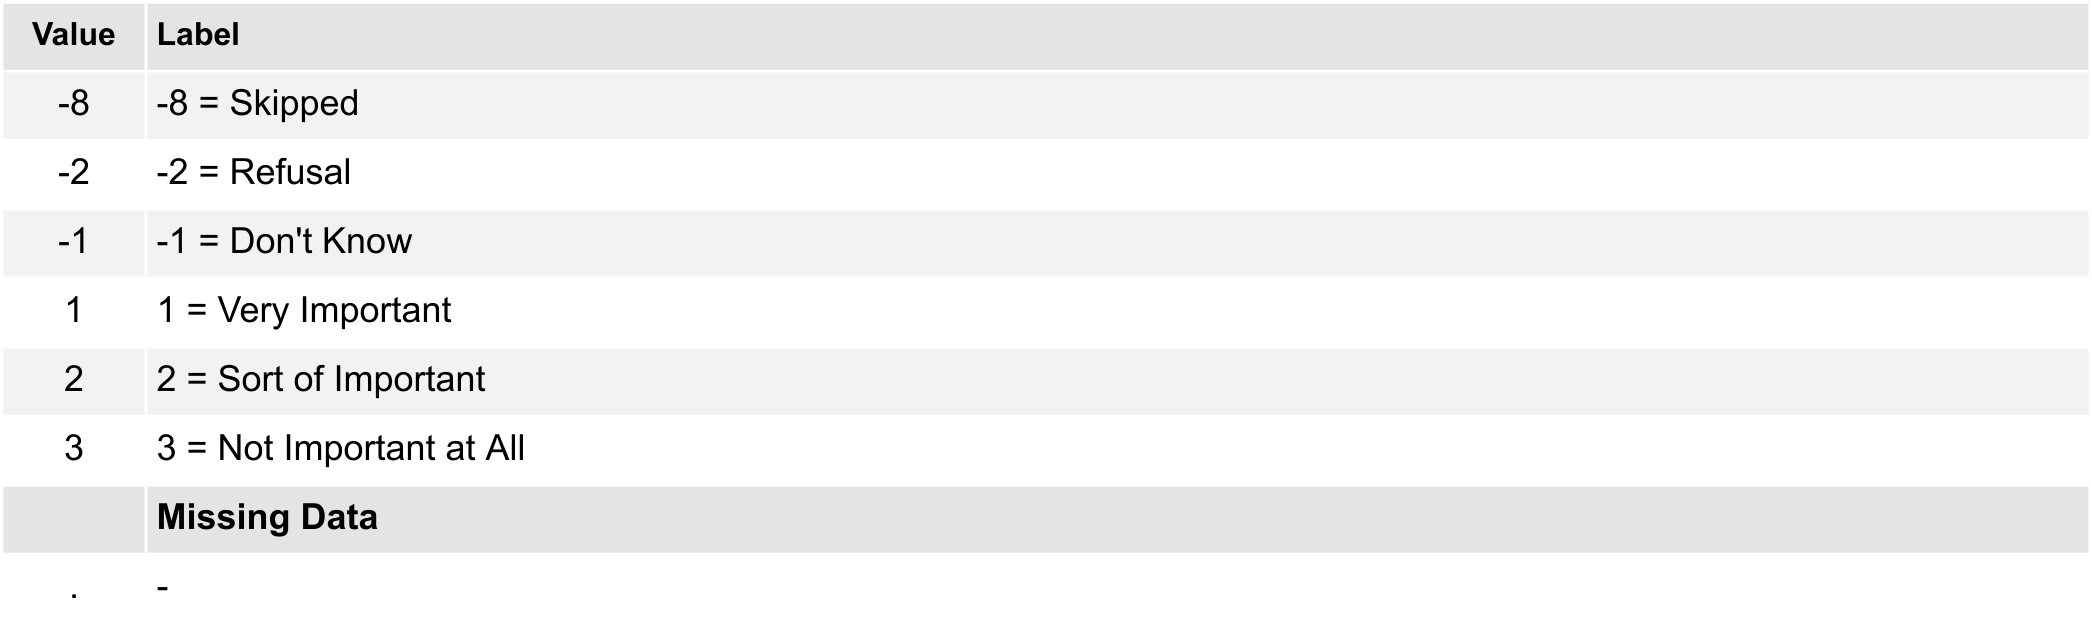 Value Label
-8 -8 = Skipped
-2 -2 = Refusal
-1 -1 = Don't Know
1 1 = Very Important
2 2 = Sort of Important
3 3 = Not Important at All
Missing Data
. -